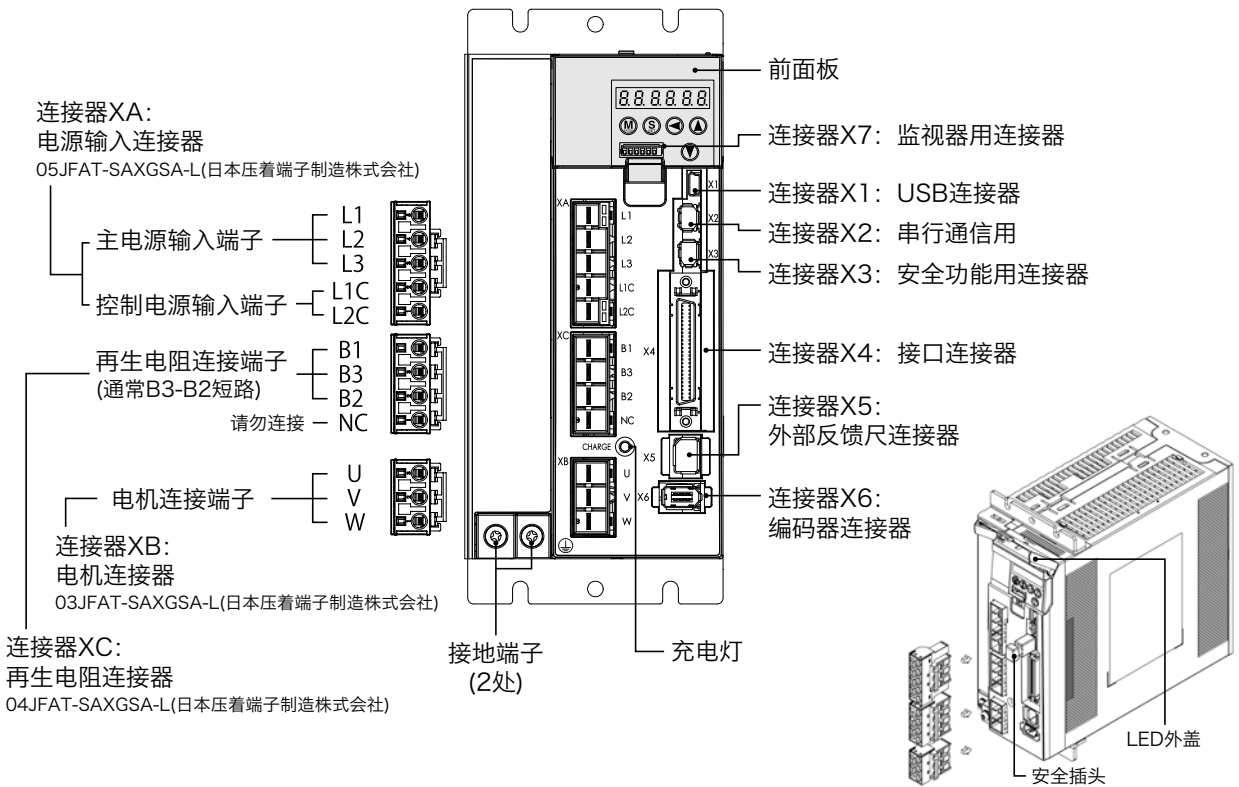 前面板
连接器XA：
电源输入连接器
05JFAT-SAXGSA-L(日本压着端子制造株式会社)
8.8.8.8.8.8.
M S
连接器X7：监视器用连接器
X1
连接器X1：USB连接器
X2
连接器X2：串行通信用
X3
连接器X3：安全功能用连接器
主电源输入端子
L1
L2
L3
控制电源输入端子
L1C
L2C
XA
L1
L2
L3
L1C
L2C
再生电阻连接端子
(通常B3-B2短路)
B1
B3
B2
请勿连接
NC
XC
B1
B3
B2
NC
X4
连接器X4：接口连接器
CHARGE
X5
连接器X5：
外部反馈尺连接器
电机连接端子
U
V
W
XB
U
V
W
X6
连接器X6：
编码器连接器
连接器XB：
电机连接器
03JFAT-SAXGSA-L(日本压着端子制造株式会社)
连接器XC：
再生电阻连接器
04JFAT-SAXGSA-L(日本压着端子制造株式会社)
接地端子
(2处)
充电灯
LED外盖
安全插头